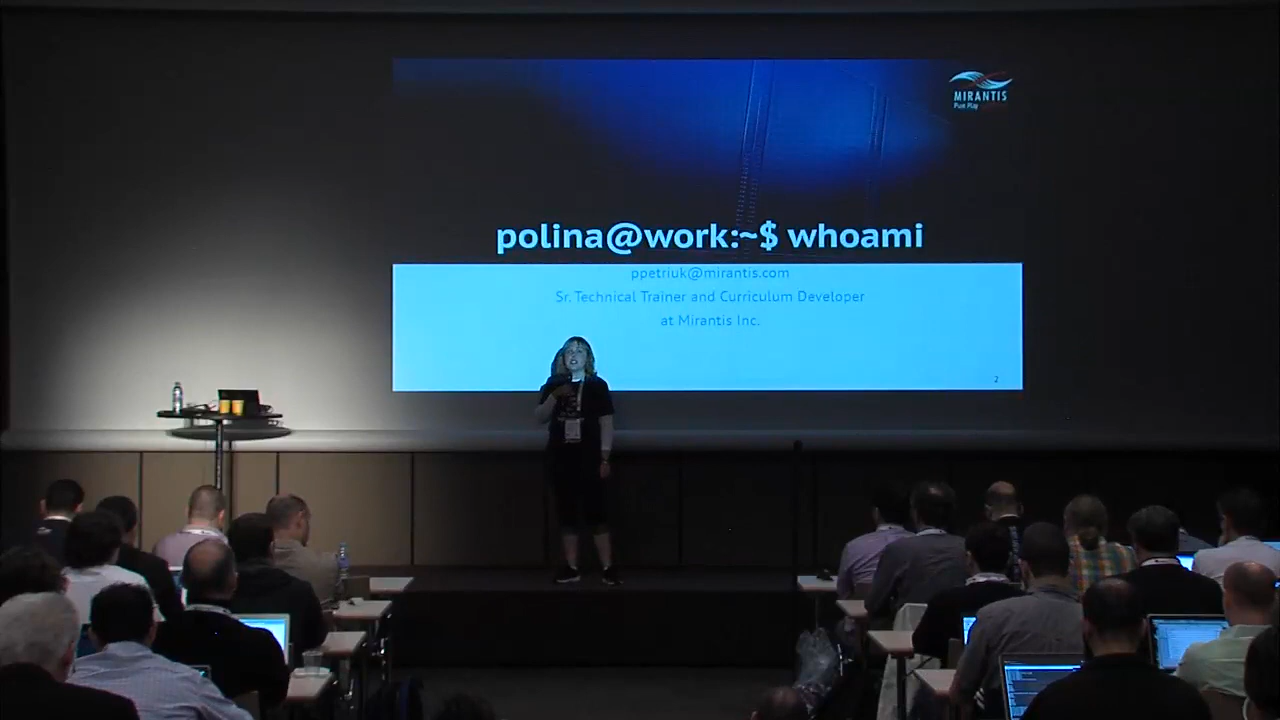 MIRANTIS
Pure Play
polina@work:~$ whoami
ppetriuk@mirantis.com
Sr. Technical Trainer and Curriculum Developer
at Mirantis Inc.
2